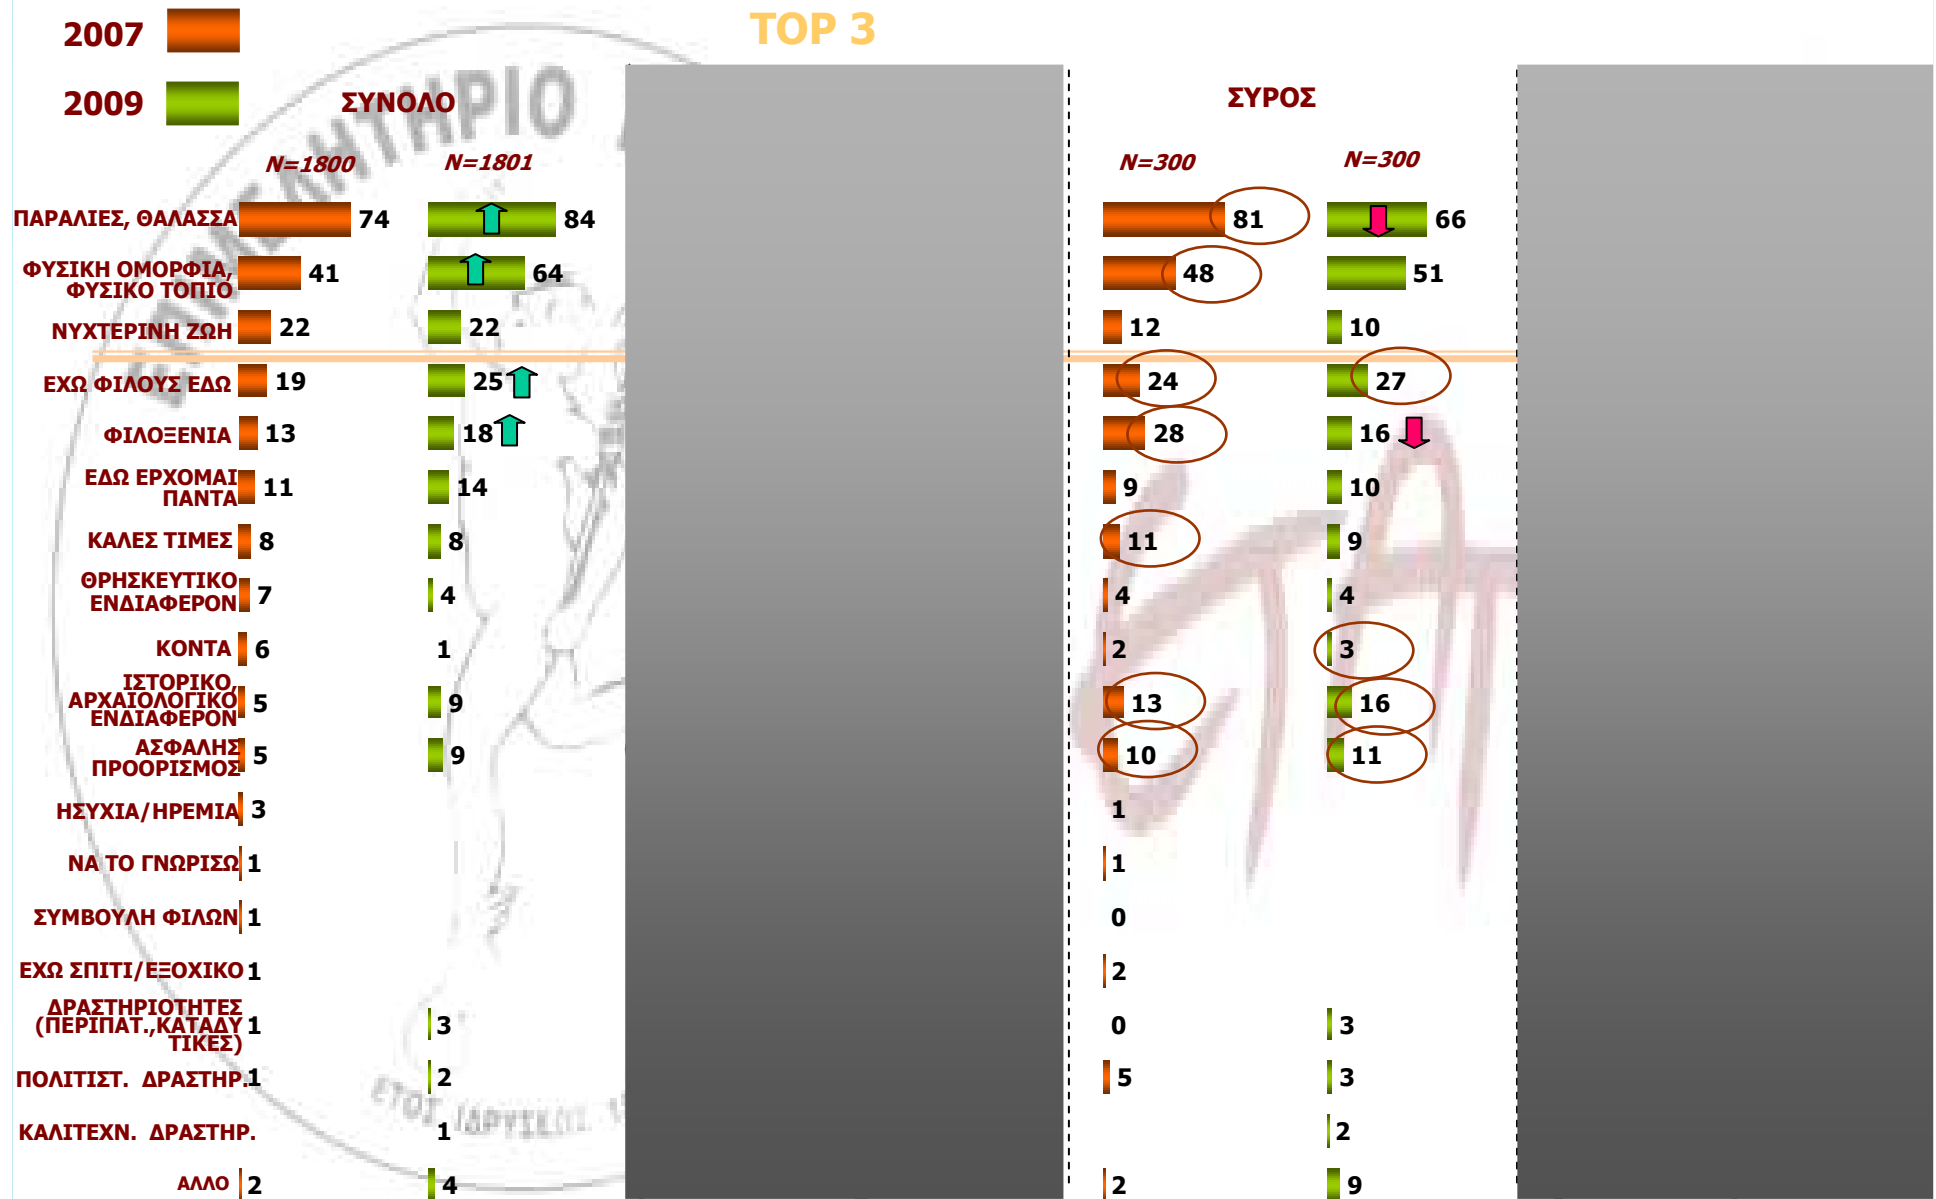 2007
TOP 3
2009
ΣΥΝΟΛΟ
ΣΥΡΟΣ
ΕΠΙΜΕΛΗΤΗΡΙΟ
N=1800 N=1801 N=300 N=300
ΠΑΡΑΛΙΕΣ, ΘΑΛΑΣΣΑ 74 84 81 66
ΦΥΣΙΚΗ ΟΜΟΡΦΙΑ,
ΦΥΣΙΚΟ ΤΟΠΙΟ 41 64 48 51
ΝΥΧΤΕΡΙΝΗ ΖΩΗ 22 22 12 10
ΕΧΩ ΦΙΛΟΥΣ ΕΔΩ 19 25 24 27
ΦΙΛΟΞΕΝΙΑ 13 18 28 16
ΕΔΩ ΕΡΧΟΜΑΙ
ΠΑΝΤΑ 11 14 9 10
ΚΑΛΕΣ ΤΙΜΕΣ 8 8 11 9
ΘΡΗΣΚΕΥΤΙΚΟ
ΕΝΔΙΑΦΕΡΟΝ 7 4 4 4
ΚΟΝΤΑ 6 1 2 3
ΙΣΤΟΡΙΚΟ,
ΑΡΧΑΙΟΛΟΓΙΚΟ
ΕΝΔΙΑΦΕΡΟΝ 5 9 13 16
ΑΣΦΑΛΗΣ
ΠΡΟΟΡΙΣΜΟΣ 5 9 10 11
ΗΣΥΧΙΑ/ΗΡΕΜΙΑ 3 1
ΝΑ ΤΟ ΓΝΩΡΙΣΩ 1 1
ΣΥΜΒΟΥΛΗ ΦΙΛΩΝ 1 0
ΕΧΩ ΣΠΙΤΙ/ΕΞΟΧΙΚΟ 1 2
ΔΡΑΣΤΗΡΙΟΤΗΤΕΣ
(ΠΕΡΙΠΑΤ.,ΚΑΤΑΔΥ
ΤΙΚΕΣ) 1 3 0 3
ΠΟΛΙΤΙΣΤ. ΔΡΑΣΤΗΡ. 1 2 5 3
ΚΑΛΙΤΕΧΝ. ΔΡΑΣΤΗΡ. 1 2
ΑΛΛΟ 2 4 2 9
ΕΤΟΣ ΙΔΡΥΣΕΩΣ